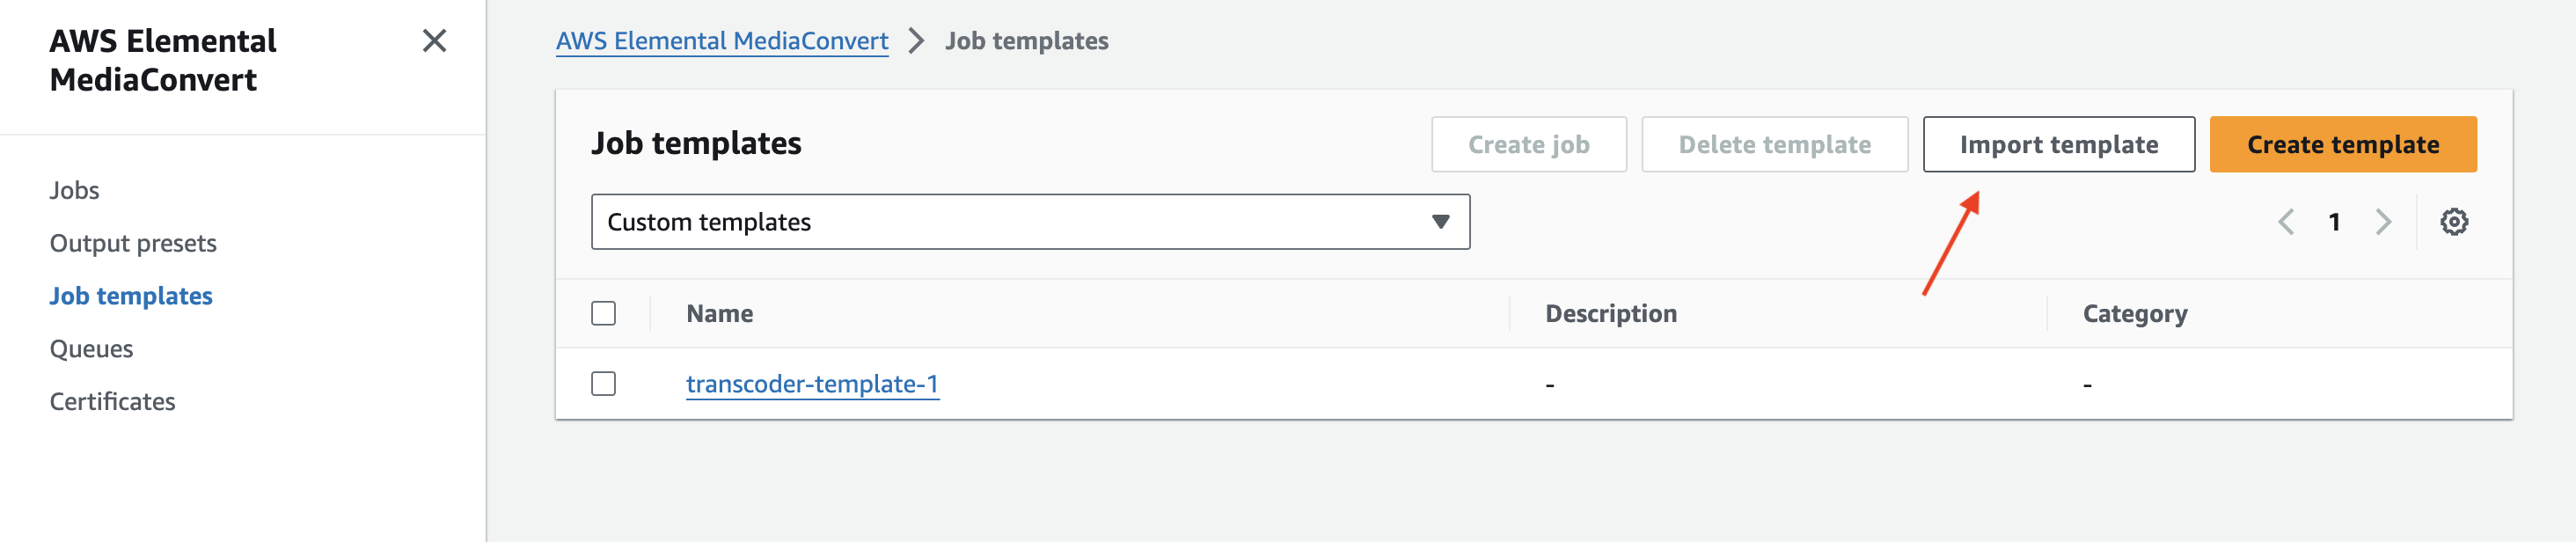 AWS Elemental
MediaConvert
Jobs
Output presets
Job templates
Queues
Certificates
AWS Elemental MediaConvert > Job templates
Job templates
Create job
Delete template
Import template
Create template
Custom templates
1
Name Description Category
transcoder-template-1 - -